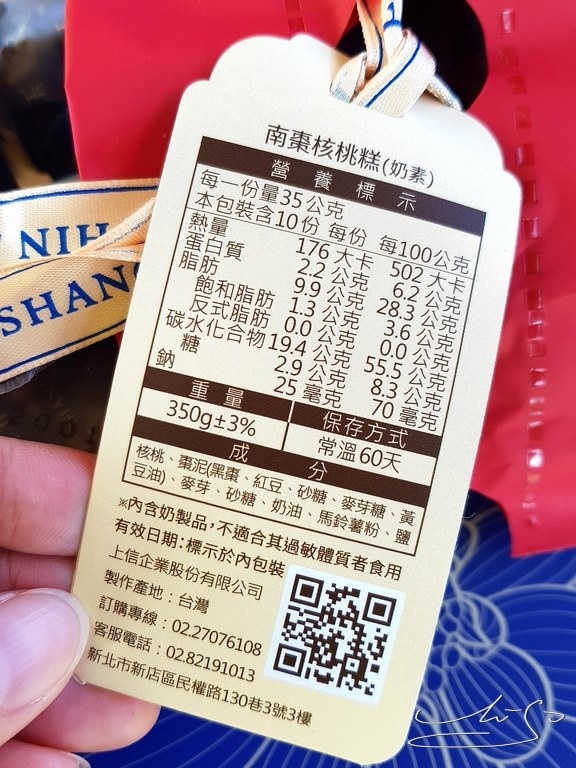 NIH
SHANG
南棗核桃糕(奶素)
營養標示
每一份量35公克
本包裝含10份 每份 每100公克
熱量 176 大卡 502 大卡
蛋白質 2.2 公克 6.2 公克
脂肪 9.9 公克 28.3 公克
飽和脂肪 1.3 公克 3.6 公克
反式脂肪 0.0 公克 0.0 公克
碳水化合物 19.4 公克 55.5 公克
糖 2.9 公克 8.3 公克
鈉 25 毫克 70 毫克
重量 保存方式
350g±3% 常溫60天
成分
核桃、棗泥(黑棗、紅豆、砂糖、麥芽糖、黃
豆油)、麥芽、砂糖、奶油、馬鈴薯粉、鹽
※內含奶製品，不適合其過敏體質者食用
有效日期：標示於內包裝
上信企業股份有限公司
製作產地：台灣
訂購專線：02.27076108
客服電話：02.82191013
新北市新店區民權路130巷3號3樓